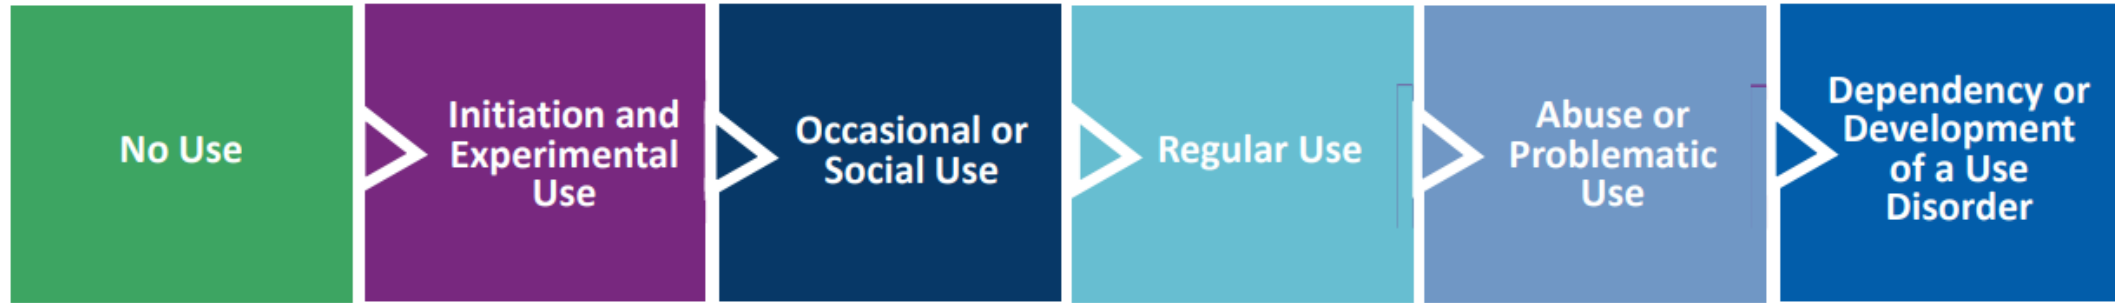 No Use
Initiation and
Experimental
Use
Occasional or
Social Use
Regular Use
Abuse or
Problematic
Use
Dependency or
Development
of a Use
Disorder